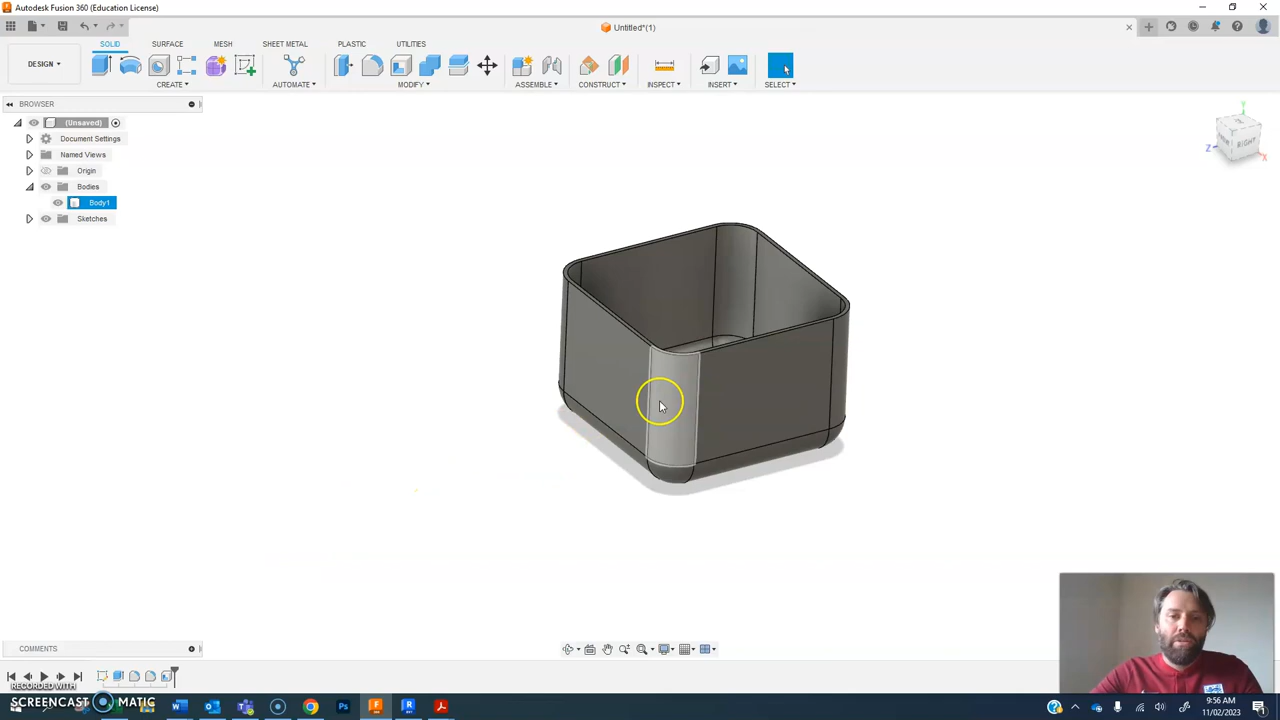 Autodesk Fusion 360 (Education License)
Untitled*(1)
SOLID SURFACE MESH SHEET METAL PLASTIC UTILITIES
DESIGN
CREATE AUTOMATE MODIFY ASSEMBLE CONSTRUCT INSPECT INSERT SELECT
BROWSER
(Unsaved)
Document Settings
Named Views
Origin
Bodies
Body1
Sketches
RIGHT
Y
Z
X
COMMENTS
RECORDED WITH
SCREENCAST MATIC
9:56 AM
11/02/2023